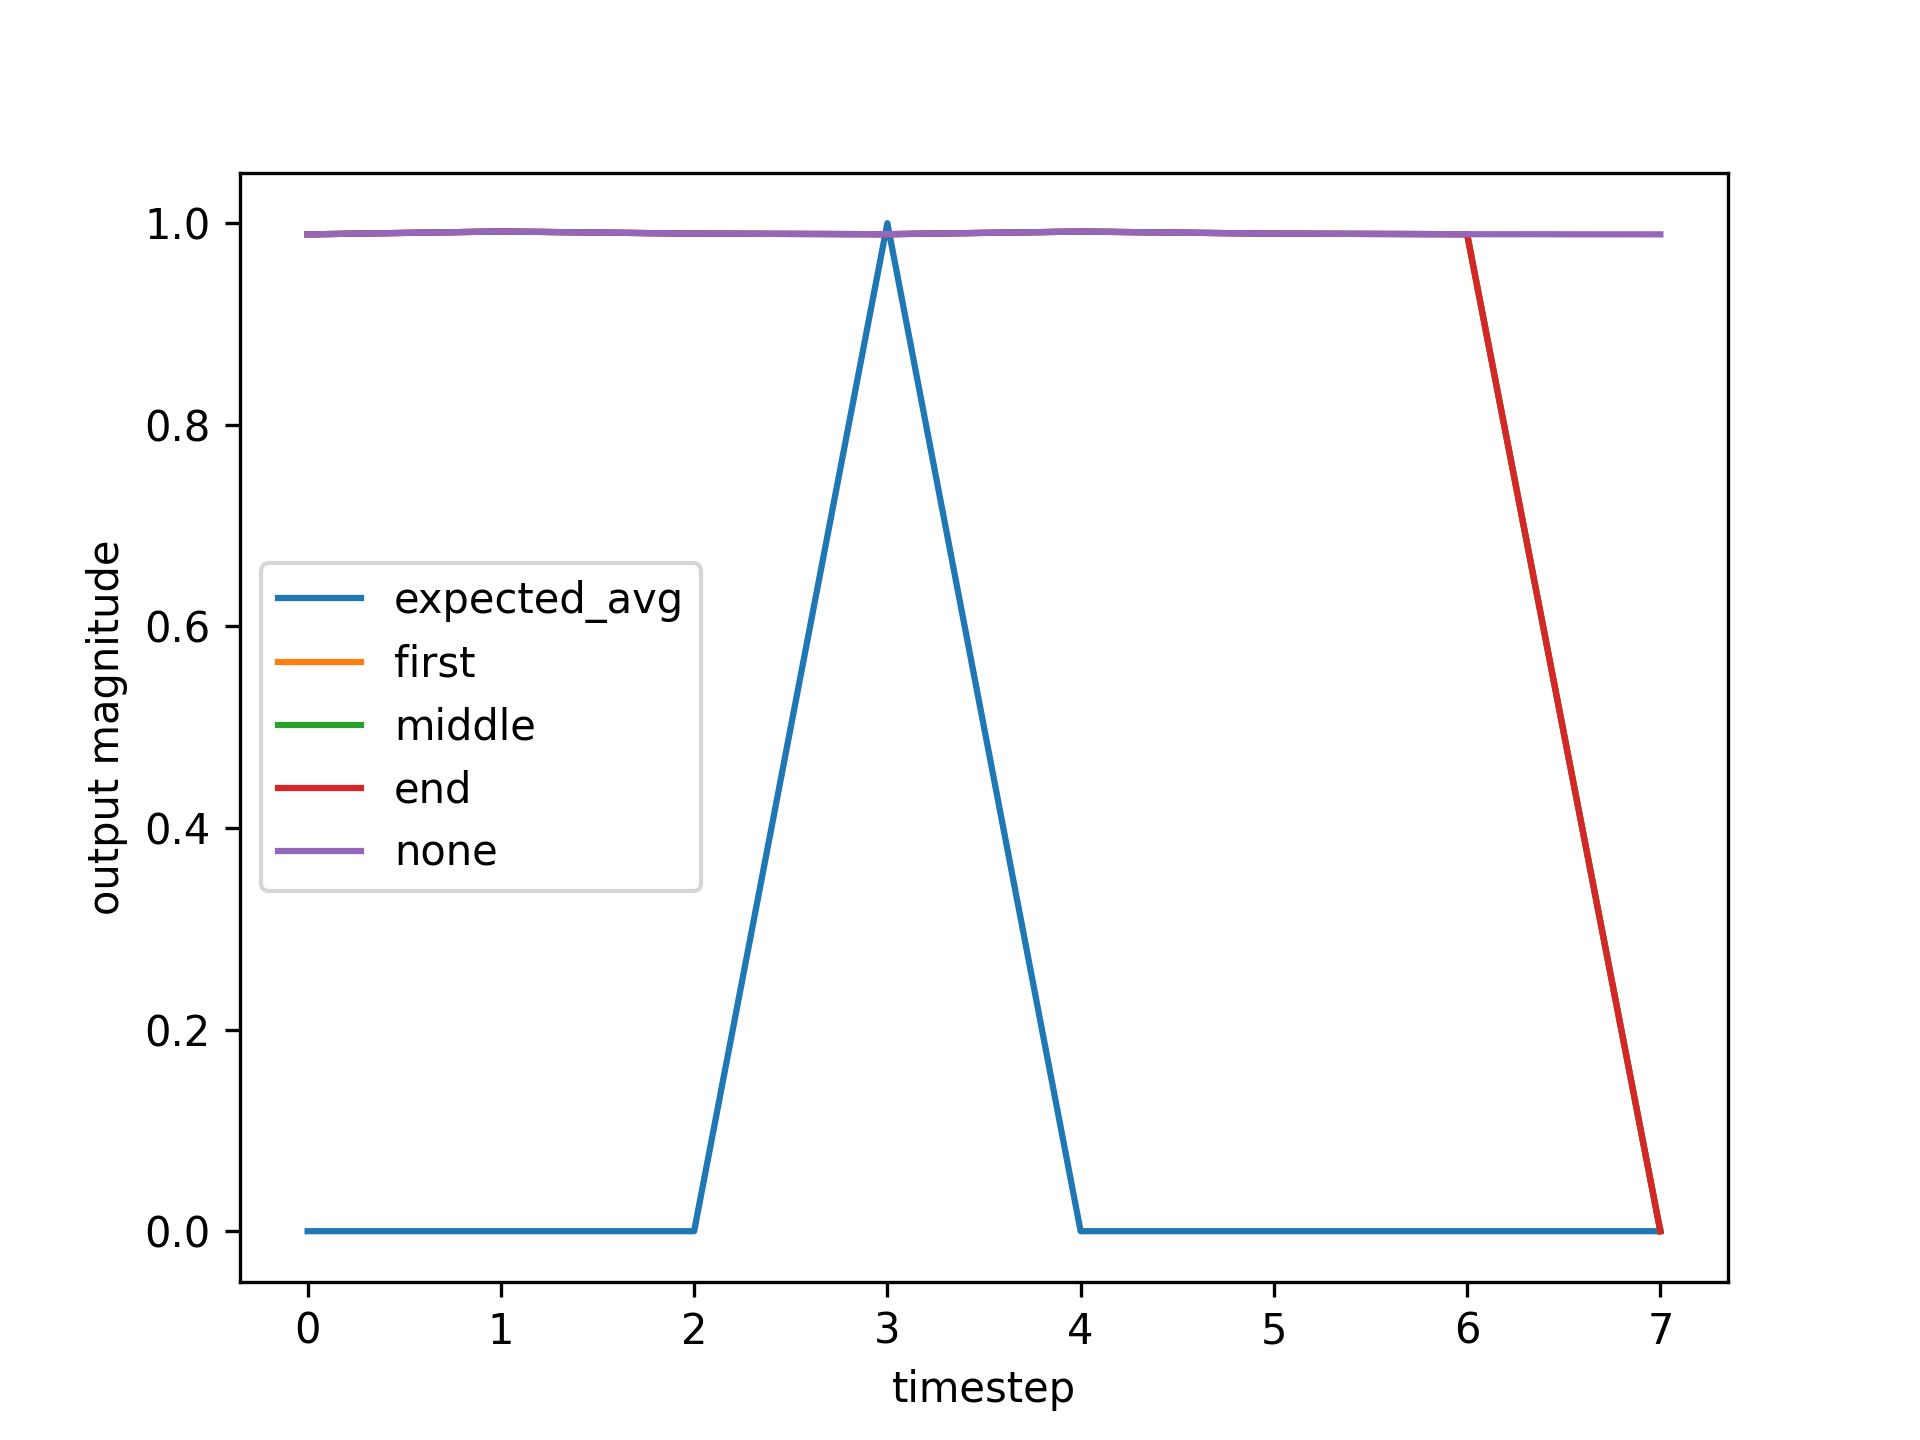 1.0
0.8
0.6
0.4
0.2
0.0
output magnitude
expected_avg
first
middle
end
none
0 1 2 3 4 5 6 7
timestep